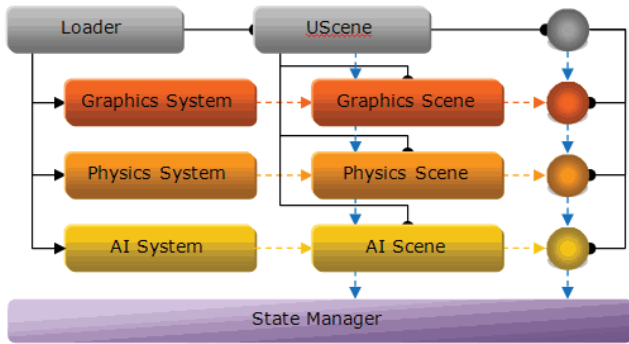 Loader
UScene
Graphics System
Graphics Scene
Physics System
Physics Scene
AI System
AI Scene
State Manager